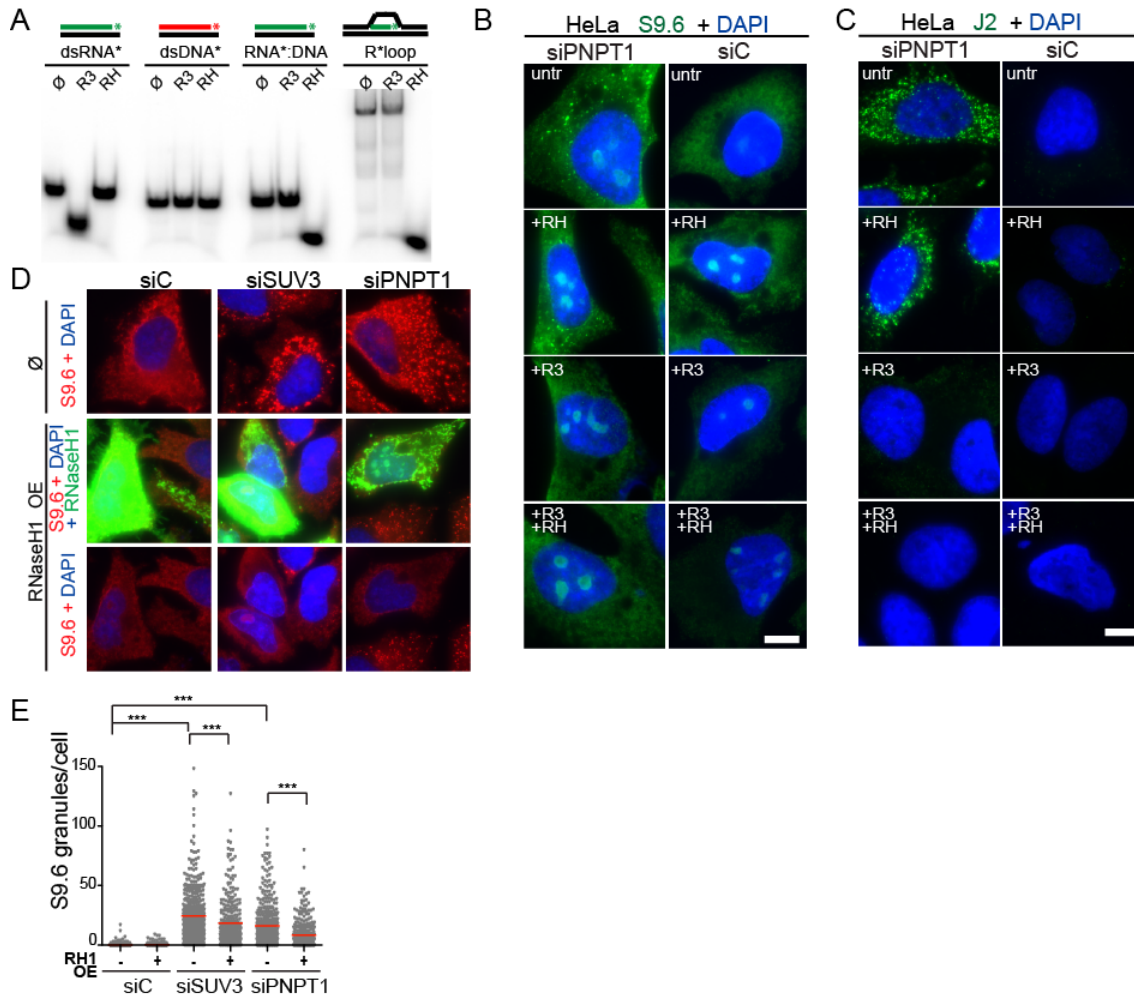 A
* * * *
dsRNA* dsDNA* RNA*:DNA R*loop
Ø R3 RH Ø R3 RH Ø R3 RH Ø R3 RH
B
HeLa S9.6 + DAPI
siPNPT1 siC
untr untr
+RH +RH
+R3 +R3
+R3 +R3
+RH +RH
C
HeLa J2 + DAPI
siPNPT1 siC
untr
+RH +RH
+R3 +R3
+R3 +R3
+RH +RH
D
siC siSUV3 siPNPT1
Ø
S9.6 + DAPI
RNaseH1 OE
S9.6 + DAPI
+ RNaseH1
S9.6 + DAPI
E
S9.6 granules/cell
150
100
50
0
*** *** *** ***
RH1
OE
- + - + - +
siC siSUV3 siPNPT1